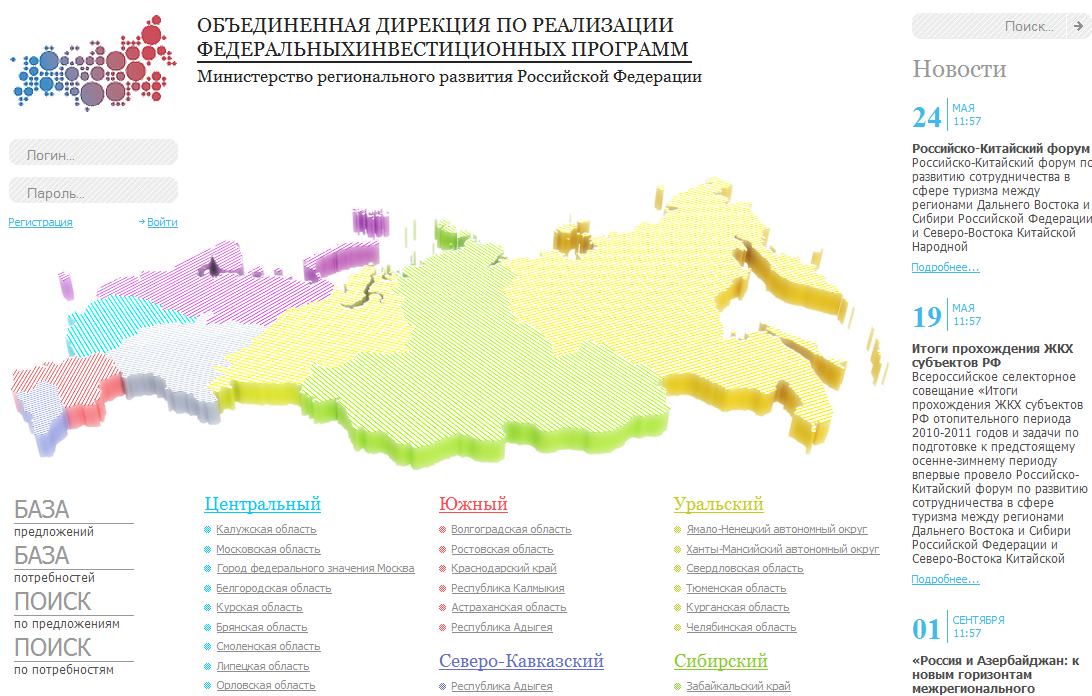 ОБЪЕДИНЕННАЯ ДИРЕКЦИЯ ПО РЕАЛИЗАЦИИ
ФЕДЕРАЛЬНЫХИНВЕСТИЦИОННЫХ ПРОГРАММ
Министерство регионального развития Российской Федерации
Логин...
Пароль...
Регистрация
Войти
БАЗА
предложений
БАЗА
потребностей
ПОИСК
по предложениям
ПОИСК
по потребностям
Центральный
Калужская область
Московская область
Город федерального значения Москва
Белгородская область
Курская область
Брянская область
Смоленская область
Липецкая область
Орловская область
Южный
Волгоградская область
Ростовская область
Краснодарский край
Республика Калмыкия
Астраханская область
Республика Адыгея
Северо-Кавказский
Республика Адыгея
Уральский
Ямало-Ненецкий автономный округ
Ханты-Мансийский автономный округ
Свердловская область
Тюменская область
Курганская область
Челябинская область
Сибирский
Забайкальский край
Поиск...
Новости
24 МАЯ
11:57
Российско-Китайский форум
Российско-Китайский форум по
развитию сотрудничества в
сфере туризма между
регионами Дальнего Востока и
Сибири Российской Федерации
и Северо-Востока Китайской
Народной
Подробнее...
19 МАЯ
11:57
Итоги прохождения ЖКХ
субъектов РФ
Всероссийское селекторное
совещание «Итоги
прохождения ЖКХ субъектов
РФ отопительного периода
2010-2011 годов и задачи по
подготовке к предстоящему
осенне-зимнему периоду
впервые провело Российско-
Китайский форум по развитию
сотрудничества в сфере
туризма между регионами
Дальнего Востока и Сибири
Российской Федерации и
Северо-Востока Китайской
Подробнее...
01 СЕНТЯБРЯ
11:57
«Россия и Азербайджан: к
новым горизонтам
межрегионального